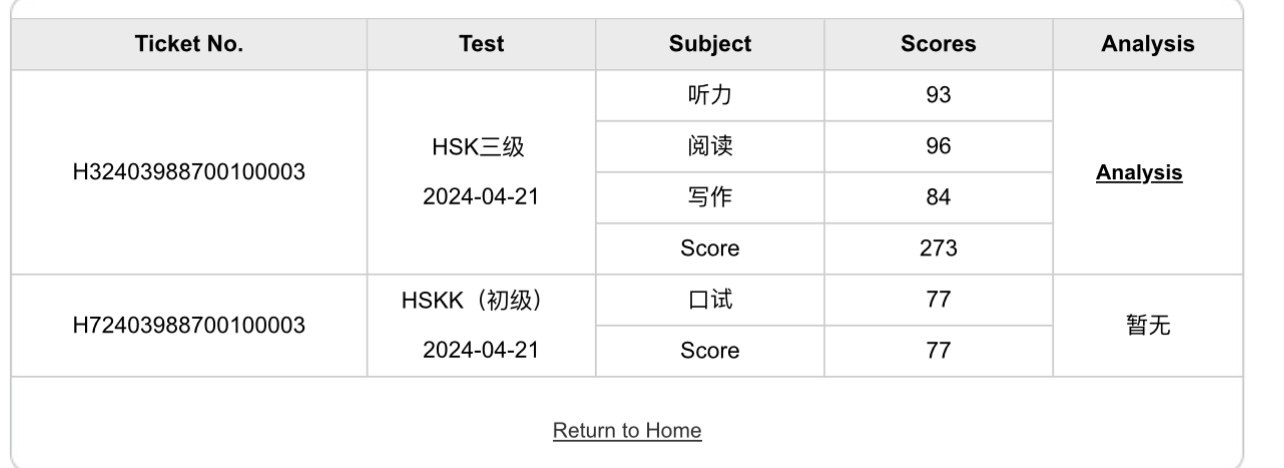 Ticket No. Test Subject Scores Analysis
听力 93
HSK三级 阅读 96
H32403988700100003 Analysis
2024-04-21 写作 84
Score 273
HSKK（初级） 口试 77
H72403988700100003 暂无
2024-04-21 Score 77
Return to Home